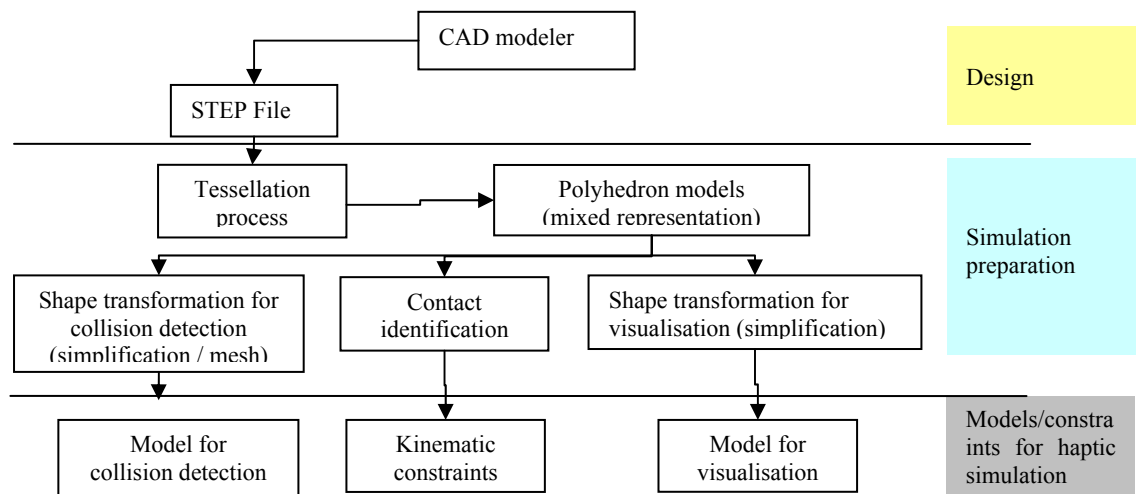 CAD modeler
Design
STEP File
Tessellation
process
Polyhedron models
(mixed representation)
Simulation
preparation
Shape transformation for
collision detection
(simplification / mesh)
Contact
identification
Shape transformation for
visualisation (simplification)
Models/constra
ints for haptic
simulation
Model for
collision detection
Kinematic
constraints
Model for
visualisation